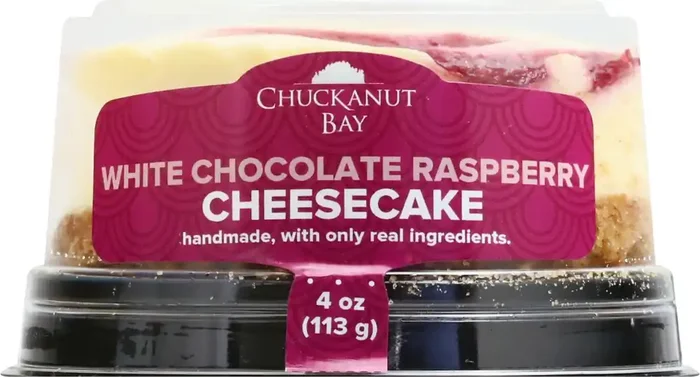 CHUCKANUT
BAY
WHITE CHOCOLATE RASPBERRY
CHEESECAKE
handmade, with only real ingredients.
4 oz
(113 g)